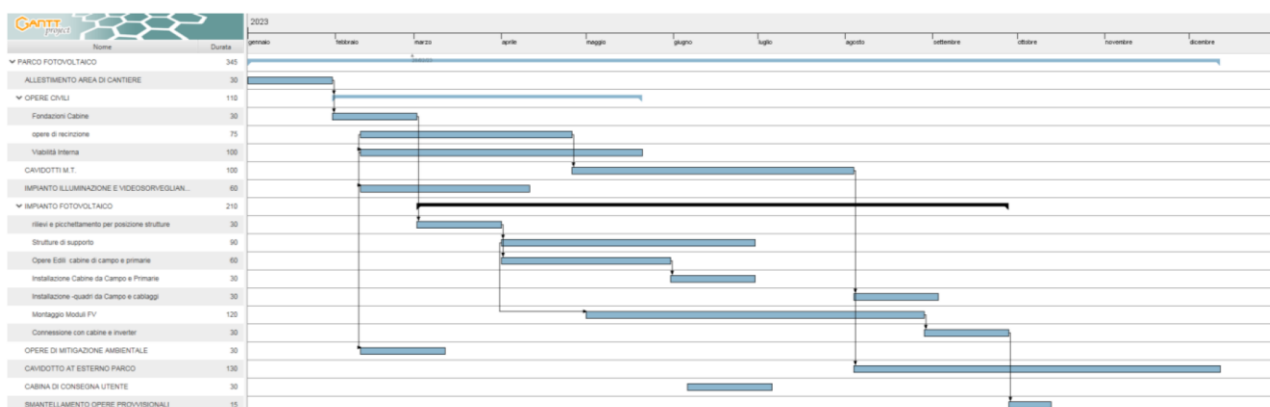 GANTT
project
2023
Nome Durata gennaio febbraio marzo aprile maggio giugno luglio agosto settembre ottobre novembre dicembre
PARCO FOTOVOLTAICO 345
ALLESTIMENTO AREA DI CANTIERE 30
OPERE CIVILI 110
Fondazioni Cabine 30
opere di recinzione 75
Viabilità Interna 100
CAVIDOTTI M.T. 100
IMPIANTO ILLUMINAZIONE E VIDEOSORVEGLIAN... 60
IMPIANTO FOTOVOLTAICO 210
rilievi e picchettamento per posizione strutture 30
Strutture di supporto 90
Opere Edili cabine di campo e primarie 60
Installazione Cabine da Campo e Primarie 30
Installazione -quadri da Campo e cablaggi 30
Montaggio Moduli FV 120
Connessione con cabine e inverter 30
OPERE DI MITIGAZIONE AMBIENTALE 30
CAVIDOTTO AT ESTERNO PARCO 130
CABINA DI CONSEGNA UTENTE 30
SMANTELLAMENTO OPERE PROVVISIONALI 15